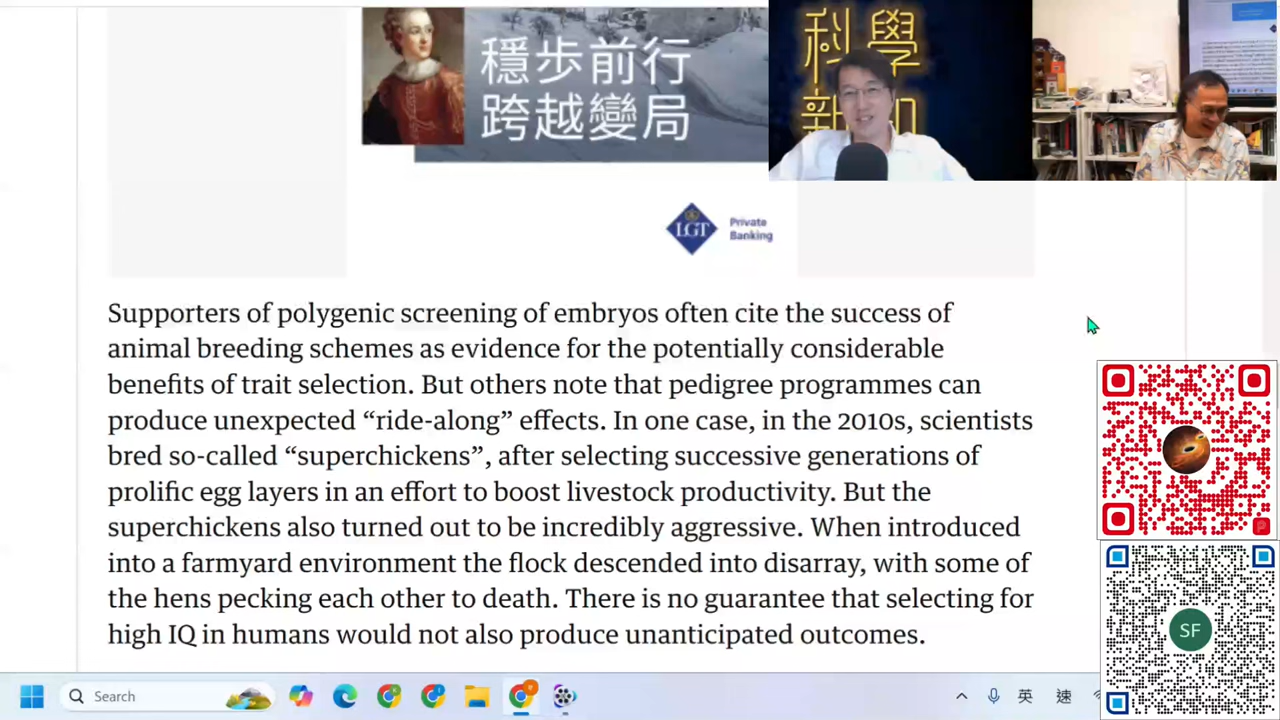 穩步前行
跨越變局
科學
LGT
Private
Banking
Supporters of polygenic screening of embryos often cite the success of
animal breeding schemes as evidence for the potentially considerable
benefits of trait selection. But others note that pedigree programmes can
produce unexpected “ride-along” effects. In one case, in the 2010s, scientists
bred so-called “superchickens”, after selecting successive generations of
prolific egg layers in an effort to boost livestock productivity. But the
superchickens also turned out to be incredibly aggressive. When introduced
into a farmyard environment the flock descended into disarray, with some of
the hens pecking each other to death. There is no guarantee that selecting for
high IQ in humans would not also produce unanticipated outcomes.
SF
Search
英
速